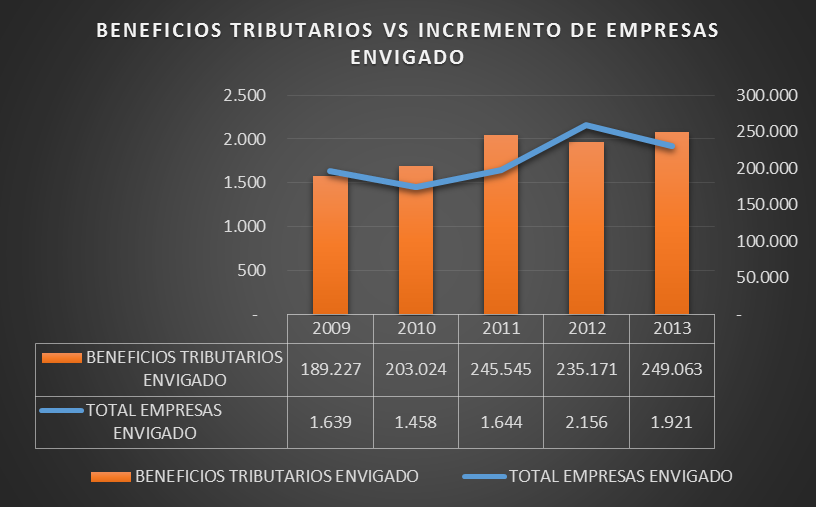 BENEFICIOS TRIBUTARIOS VS INCREMENTO DE EMPRESAS
ENVIGADO
2.500
2.000
1.500
1.000
500
-
300.000
250.000
200.000
150.000
100.000
50.000
-
2009 2010 2011 2012 2013
BENEFICIOS TRIBUTARIOS
ENVIGADO
189.227 203.024 245.545 235.171 249.063
TOTAL EMPRESAS
ENVIGADO
1.639 1.458 1.644 2.156 1.921
BENEFICIOS TRIBUTARIOS ENVIGADO TOTAL EMPRESAS ENVIGADO